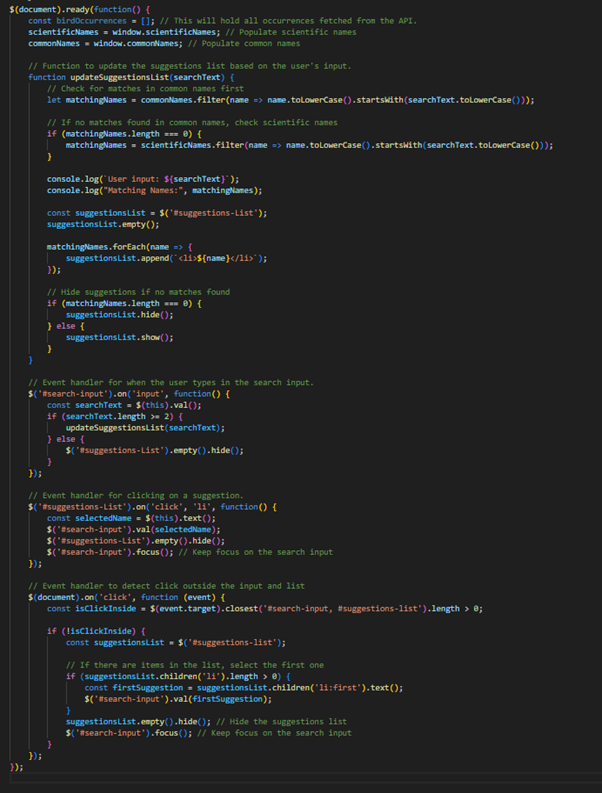 $(document).ready(function() {
    const birdOccurrences = []; // This will hold all occurrences fetched from the API.
    scientificNames = window.scientificNames; // Populate scientific names
    commonNames = window.commonNames; // Populate common names

    // Function to update the suggestions list based on the user's input.
    function updateSuggestionsList(searchText) {
        // Check for matches in common names first
        let matchingNames = commonNames.filter(name => name.toLowerCase().startsWith(searchText.toLowerCase()));

        // If no matches found in common names, check scientific names
        if (matchingNames.length === 0) {
            matchingNames = scientificNames.filter(name => name.toLowerCase().startsWith(searchText.toLowerCase()));
        }

        console.log(`User input: ${searchText}`);
        console.log("Matching Names:", matchingNames);

        const suggestionsList = $('#suggestions-List');
        suggestionsList.empty();

        matchingNames.forEach(name => {
            suggestionsList.append(`<li>${name}</li>`);
        });

        // Hide suggestions if no matches found
        if (matchingNames.length === 0) {
            suggestionsList.hide();
        } else {
            suggestionsList.show();
        }
    }

    // Event handler for when the user types in the search input.
    $('#search-input').on('input', function() {
        const searchText = $(this).val();
        if (searchText.length >= 2) {
            updateSuggestionsList(searchText);
        } else {
            $('#suggestions-List').empty().hide();
        }
    });

    // Event handler for clicking on a suggestion.
    $('#suggestions-List').on('click', 'li', function() {
        const selectedName = $(this).text();
        $('#search-input').val(selectedName);
        $('#suggestions-List').empty().hide();
        $('#search-input').focus(); // Keep focus on the search input
    });

    // Event handler to detect click outside the input and list
    $(document).on('click', function (event) {
        const isClickInside = $(event.target).closest('#search-input, #suggestions-list').length > 0;

        if (!isClickInside) {
            const suggestionsList = $('#suggestions-list');

            // If there are items in the list, select the first one
            if (suggestionsList.children('li').length > 0) {
                const firstSuggestion = suggestionsList.children('li:first').text();
                $('#search-input').val(firstSuggestion);
            }
            suggestionsList.empty().hide(); // Hide the suggestions list
            $('#search-input').focus(); // Keep focus on the search input
        }
    });
});